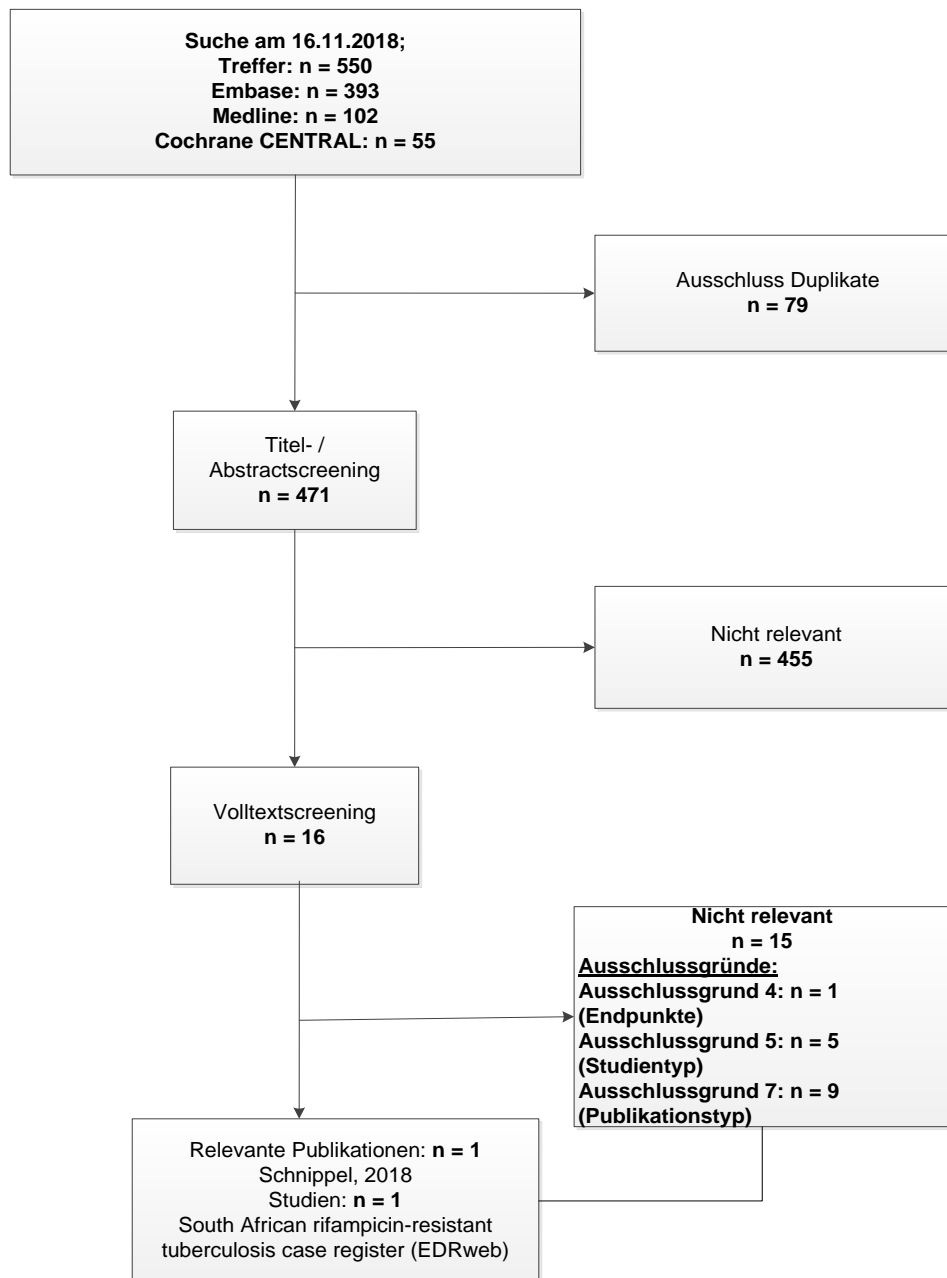 Suche am 16.11.2018;
Treffer: n = 550
Embase: n = 393
Medline: n = 102
Cochrane CENTRAL: n = 55
Ausschluss Duplikate
n = 79
Titel- /
Abstractscreening
n = 471
Nicht relevant
n = 455
Volltextscreening
n = 16
Nicht relevant
n = 15
Ausschlussgründe:
Ausschlussgrund 4: n = 1
(Endpunkte)
Ausschlussgrund 5: n = 5
(Studientyp)
Ausschlussgrund 7: n = 9
(Publikationstyp)
Relevante Publikationen: n = 1
Schnippel, 2018
Studien: n = 1
South African rifampicin-resistant
tuberculosis case register (EDRweb)